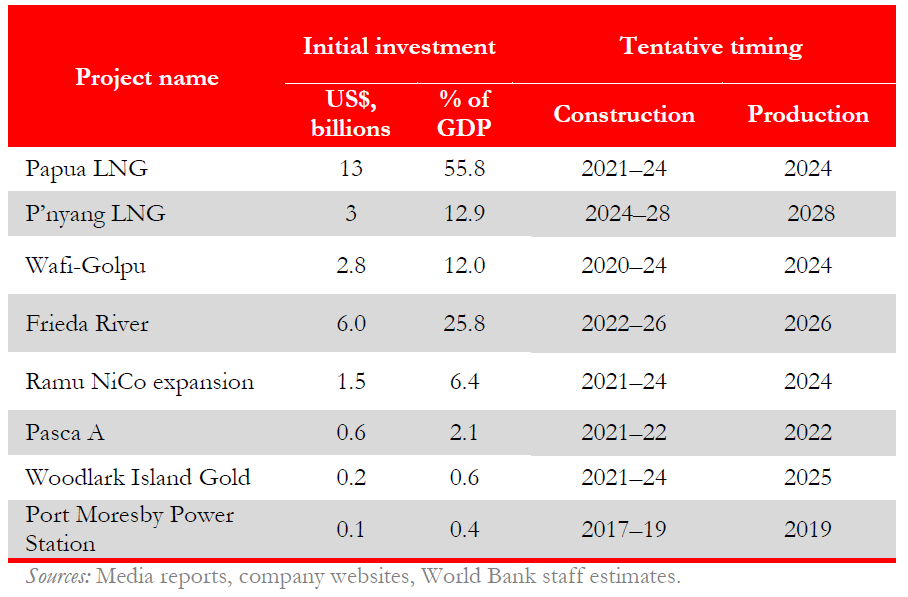 Project name Initial investment Tentative timing
US$, billions % of GDP Construction Production
Papua LNG 13 55.8 2021–24 2024
P’nyang LNG 3 12.9 2024–28 2028
Wafi-Golpu 2.8 12.0 2020–24 2024
Frieda River 6.0 25.8 2022–26 2026
Ramu NiCo expansion 1.5 6.4 2021–24 2024
Pasca A 0.6 2.1 2021–22 2022
Woodlark Island Gold 0.2 0.6 2021–24 2025
Port Moresby Power Station 0.1 0.4 2017–19 2019
Sources: Media reports, company websites, World Bank staff estimates.